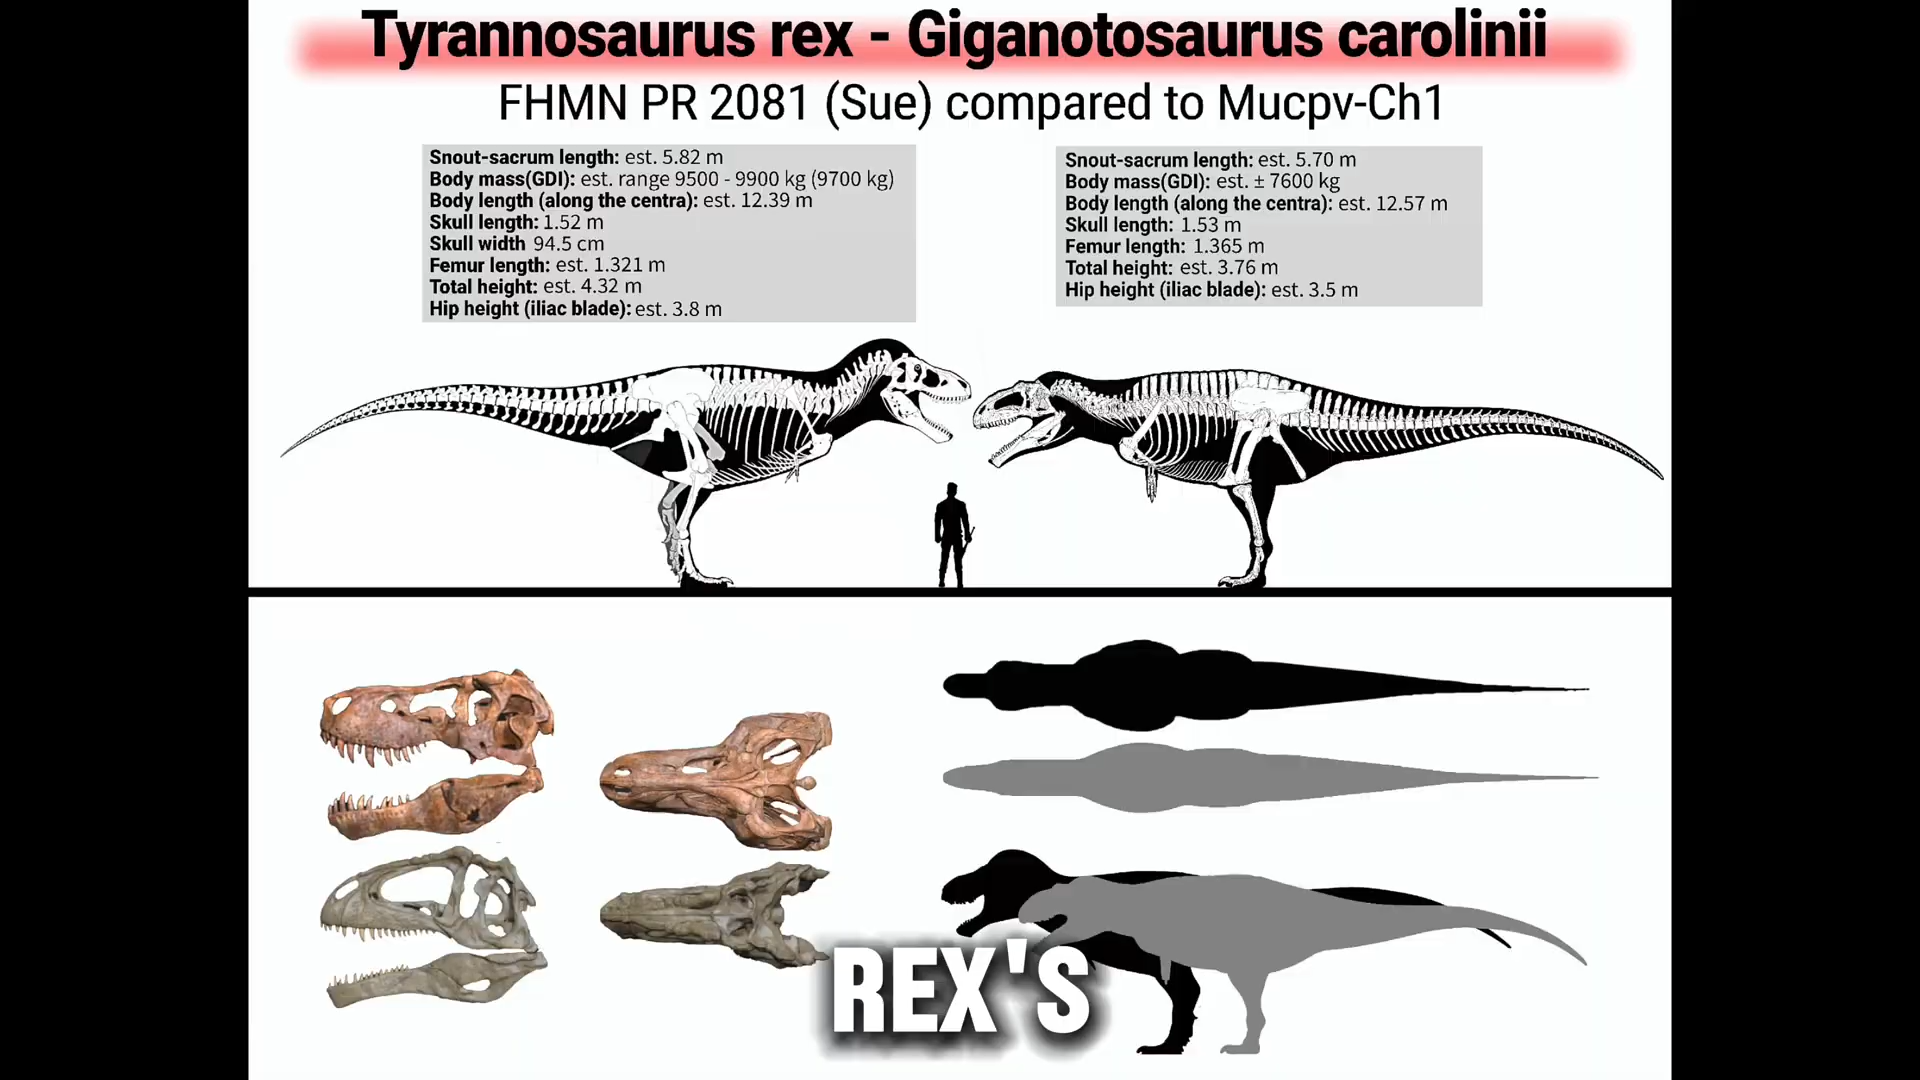 Tyrannosaurus rex - Giganotosaurus carolinii
FHMN PR 2081 (Sue) compared to Mucpv-Ch1
Snout-sacrum length: est. 5.82 m
Body mass(GDI): est. range 9500 - 9900 kg (9700 kg)
Body length (along the centra): est. 12.39 m
Skull length: 1.52 m
Skull width 94.5 cm
Femur length: est. 1.321 m
Total height: est. 4.32 m
Hip height (iliac blade): est. 3.8 m
Snout-sacrum length: est. 5.70 m
Body mass(GDI): est. ± 7600 kg
Body length (along the centra): est. 12.57 m
Skull length: 1.53 m
Femur length: 1.365 m
Total height: est. 3.76 m
Hip height (iliac blade): est. 3.5 m
REX'S